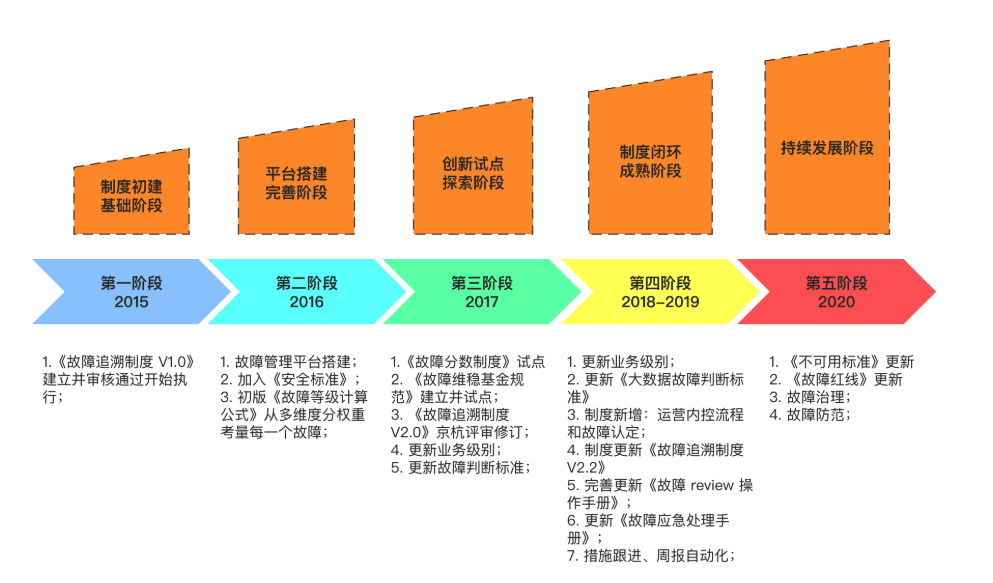 制度初建
基础阶段
平台搭建
完善阶段
创新试点
探索阶段
制度闭环
成熟阶段
持续发展阶段
第一阶段
2015
第二阶段
2016
第三阶段
2017
第四阶段
2018-2019
第五阶段
2020
1.《故障追溯制度 V1.0》
建立并审核通过开始执
行；
1. 故障管理平台搭建；
2. 加入《安全标准》；
3. 初版《故障等级计算
公式》从多维度分权重
考量每一个故障；
1.《故障分数制度》试点
2. 《故障维稳基金规
范》建立并试点；
3. 《故障追溯制度
V2.0》京杭评审修订；
4. 更新业务级别；
5. 更新故障判断标准；
1. 更新业务级别；
2. 更新《大数据故障判断标
准》
3. 制度新增：运营内控流程
和故障认定；
4. 制度更新《故障追溯制度
V2.2》
5. 完善更新《故障 review 操
作手册》；
6. 更新《故障应急处理手
册》；
7. 措施跟进、周报自动化；
1. 《不可用标准》更新
2. 《故障红线》更新
3. 故障治理；
4. 故障防范；